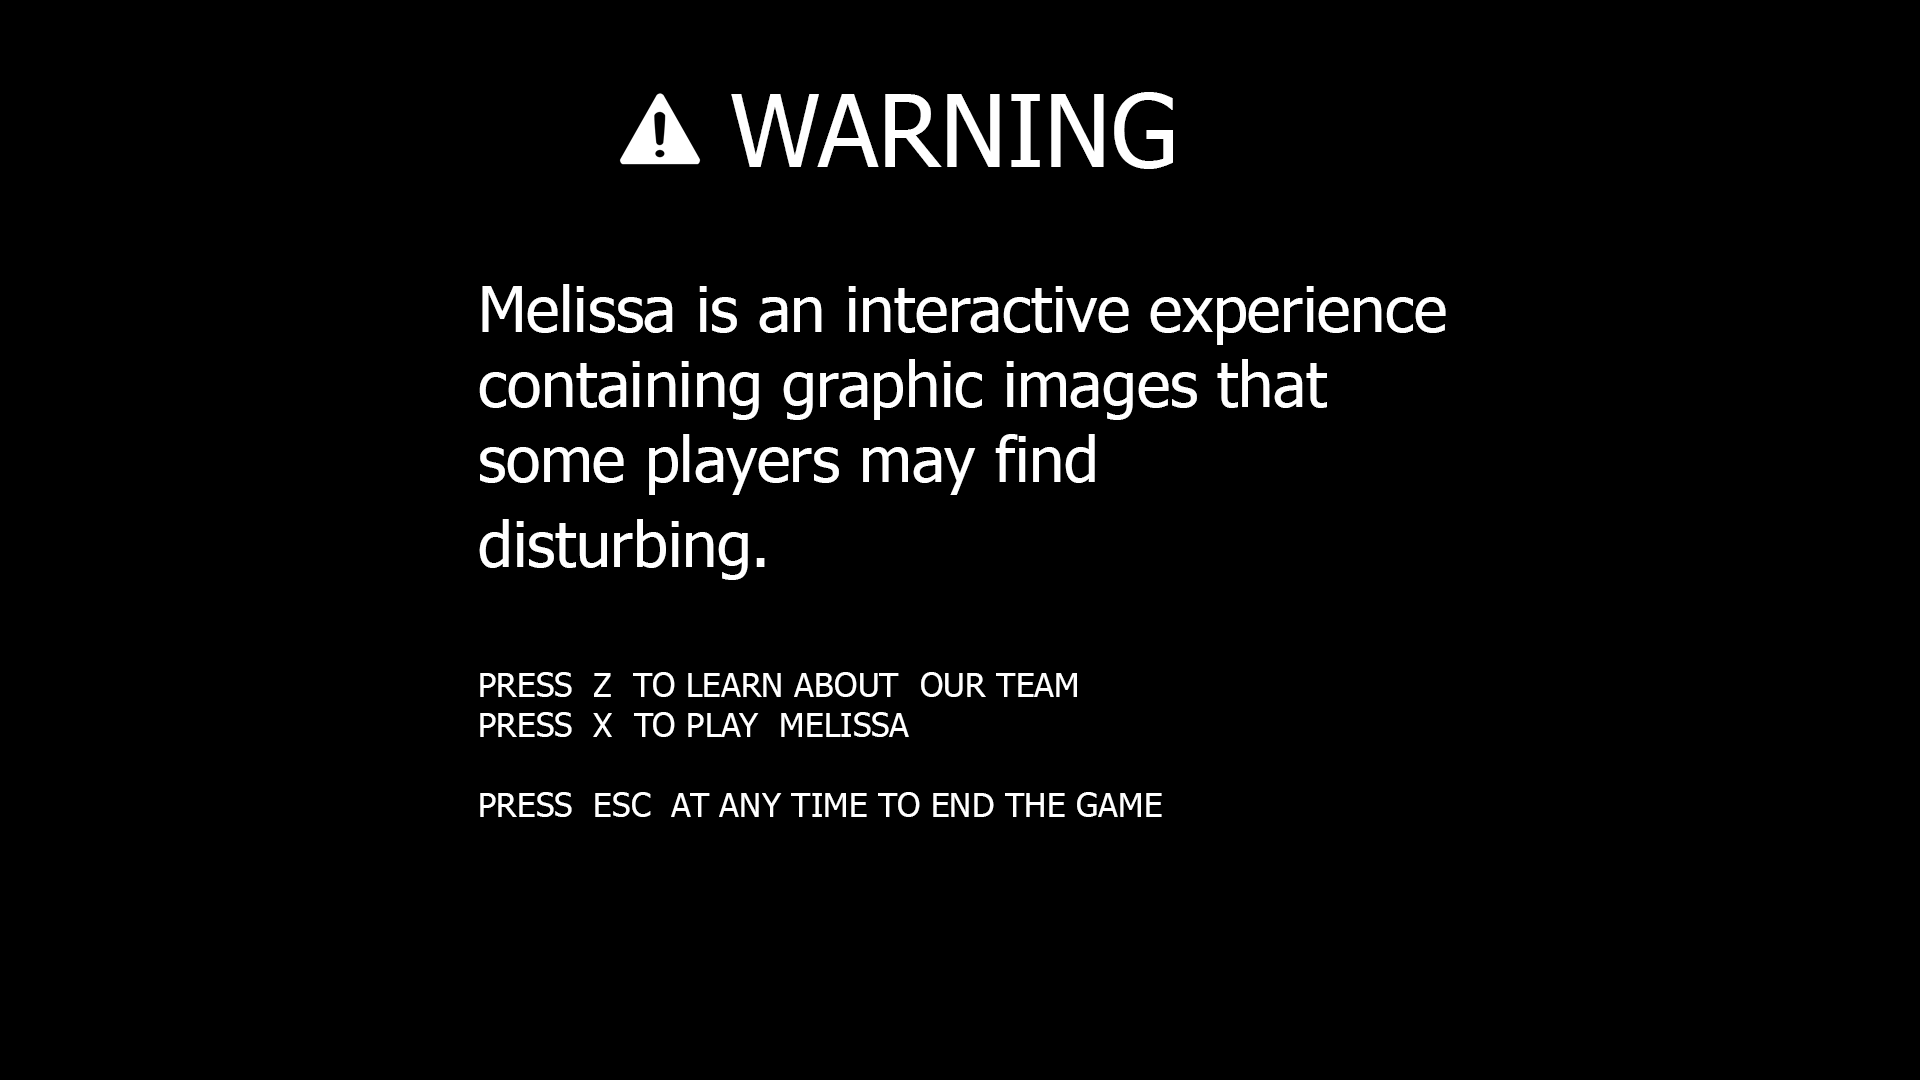 WARNING
Melissa is an interactive experience
containing graphic images that
some players may find
disturbing.
PRESS Z TO LEARN ABOUT OUR TEAM
PRESS X TO PLAY MELISSA
PRESS ESC AT ANY TIME TO END THE GAME